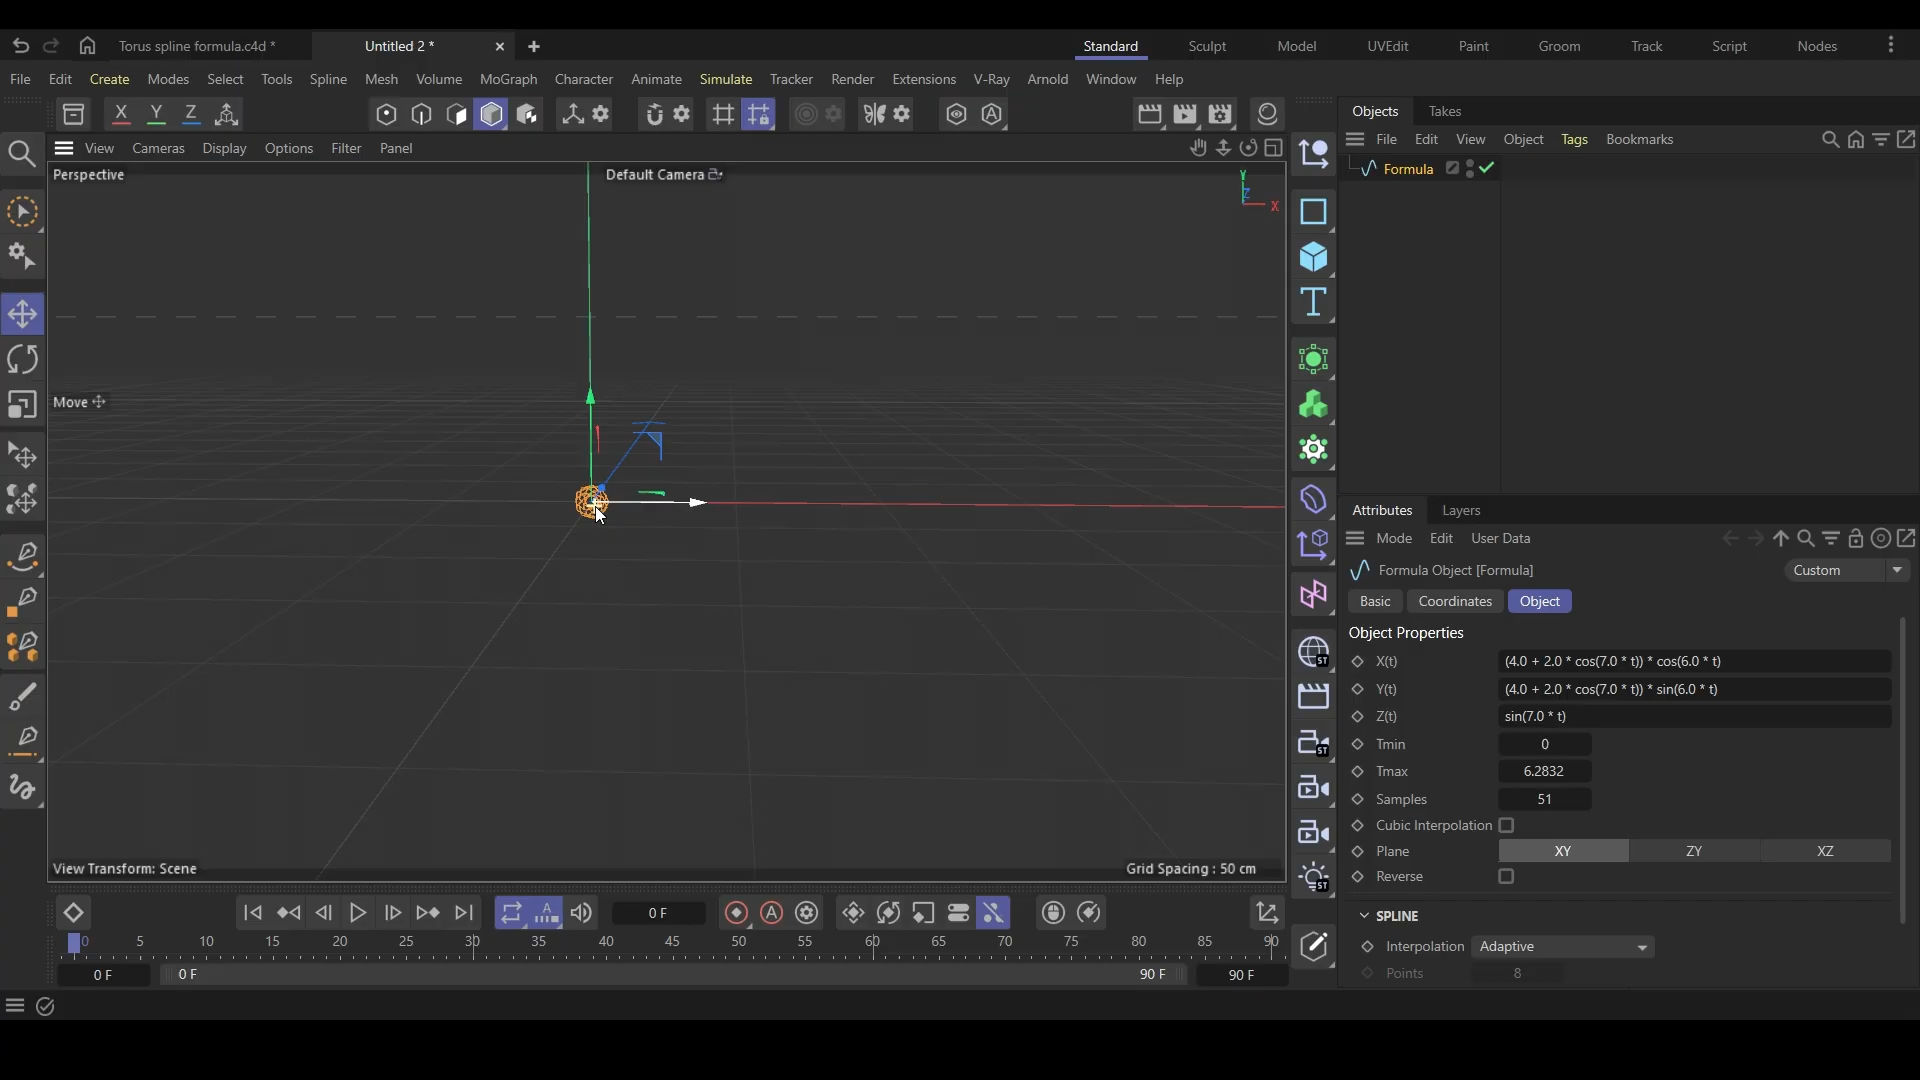 Torus spline formula.c4d *
Untitled 2 *
Standard
Sculpt
Model
UVEdit
Paint
Groom
Track
Script
Nodes
File Edit Create Modes Select Tools Spline Mesh Volume MoGraph Character Animate Simulate Tracker Render Extensions V-Ray Arnold Window Help
X Y Z
Objects Takes
File Edit View Object Tags Bookmarks
Formula
View Cameras Display Options Filter Panel
Perspective
Default Camera
Y
Z
X
Move
View Transform: Scene
Grid Spacing : 50 cm
ST
ST
ST
Attributes Layers
Mode Edit User Data
Formula Object [Formula]
Custom
Basic Coordinates Object
Object Properties
X(t) (4.0 + 2.0 * cos(7.0 * t)) * cos(6.0 * t)
Y(t) (4.0 + 2.0 * cos(7.0 * t)) * sin(6.0 * t)
Z(t) sin(7.0 * t)
Tmin 0
Tmax 6.2832
Samples 51
Cubic Interpolation
Plane XY ZY XZ
Reverse
SPLINE
Interpolation Adaptive
Points 8
0 F
A
A
0 5 10 15 20 25 30 35 40 45 50 55 60 65 70 75 80 85 90
0 F 0 F 90 F 90 F